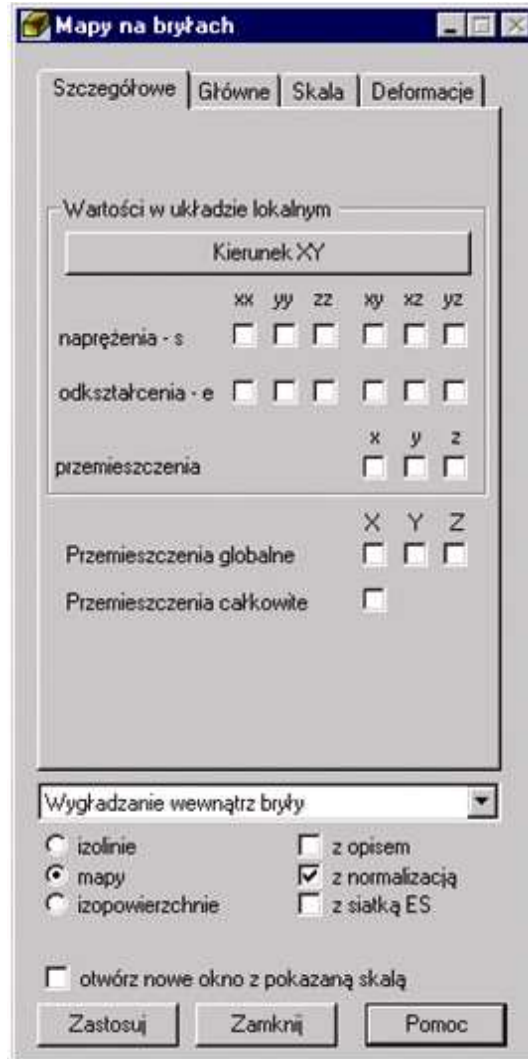 Mapy na bryłach
Szczegółowe Główne Skala Deformacje
Wartości w układzie lokalnym
Kierunek XY
xx yy zz xy xz yz
naprężenia - s
odkształcenia - e
x y z
przemieszczenia
X Y Z
Przemieszczenia globalne
Przemieszczenia całkowite
Wygładzanie wewnątrz bryły
izolinie z opisem
mapy z normalizacją
izopowierzchnie z siatką ES
otwórz nowe okno z pokazaną skalą
Zastosuj Zamknij Pomoc